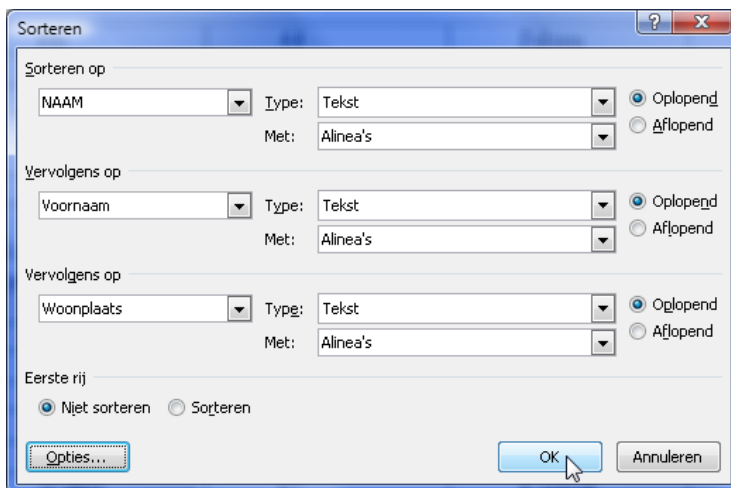 Sorteren
Sorteren op
NAAM Type: Tekst Oplopend
Met: Alinea's Aflopend
Vervolgens op
Voornaam Type: Tekst Oplopend
Met: Alinea's Aflopend
Vervolgens op
Woonplaats Type: Tekst Oplopend
Met: Alinea's Aflopend
Eerste rij
Niet sorteren Sorteren
Opties... OK Annuleren